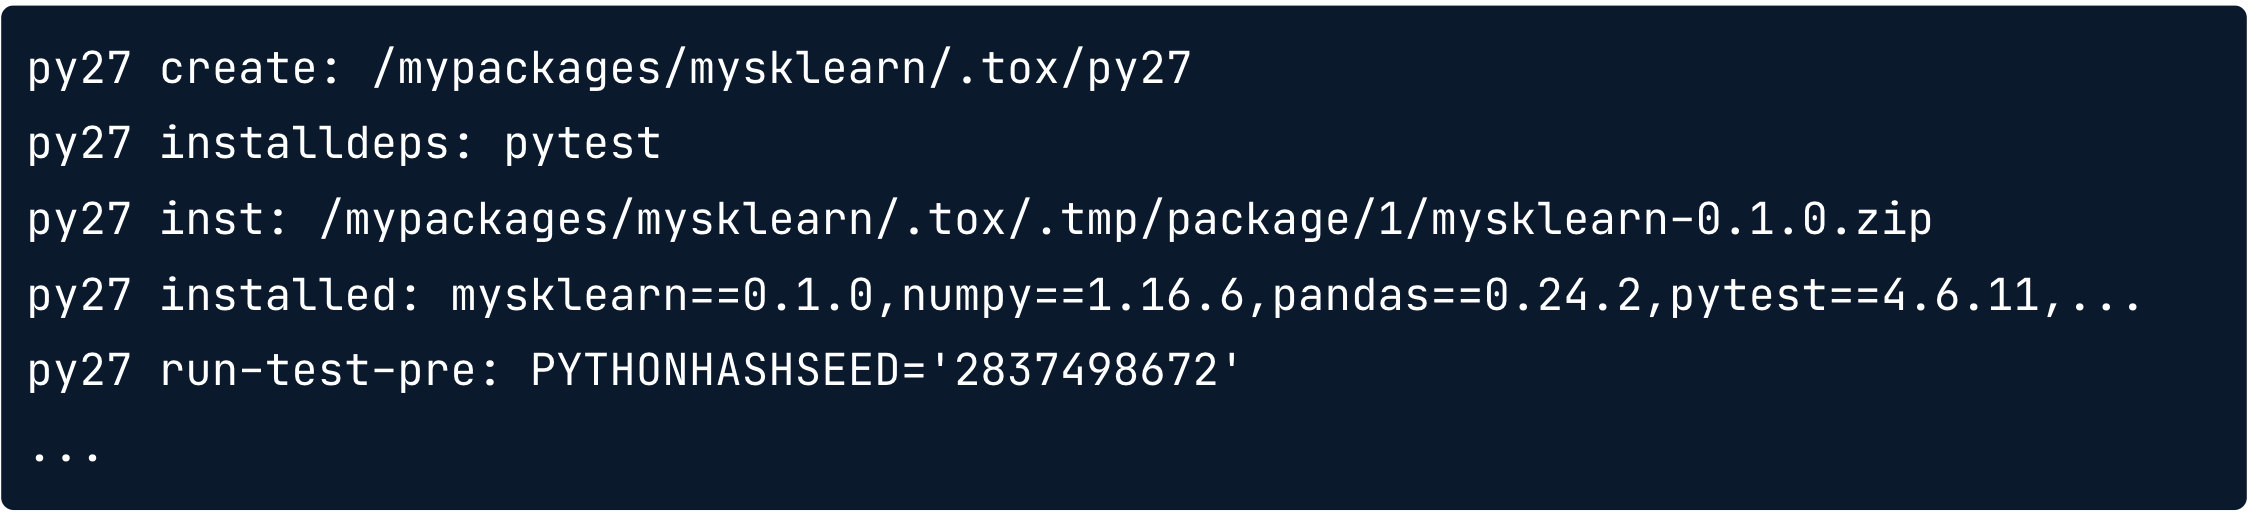 py27 create: /mypackages/mysklearn/.tox/py27
py27 installdeps: pytest
py27 inst: /mypackages/mysklearn/.tox/.tmp/package/1/mysklearn-0.1.0.zip
py27 installed: mysklearn==0.1.0,numpy==1.16.6,pandas==0.24.2,pytest==4.6.11,...
py27 run-test-pre: PYTHONHASHSEED='2837498672'
...